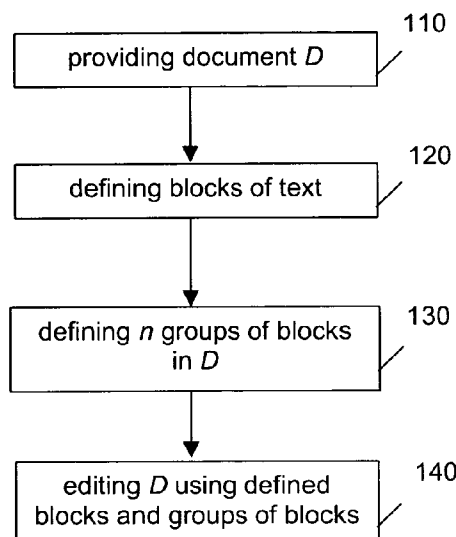 110
providing document D
120
defining blocks of text
130
defining n groups of blocks
in D
140
editing D using defined
blocks and groups of blocks